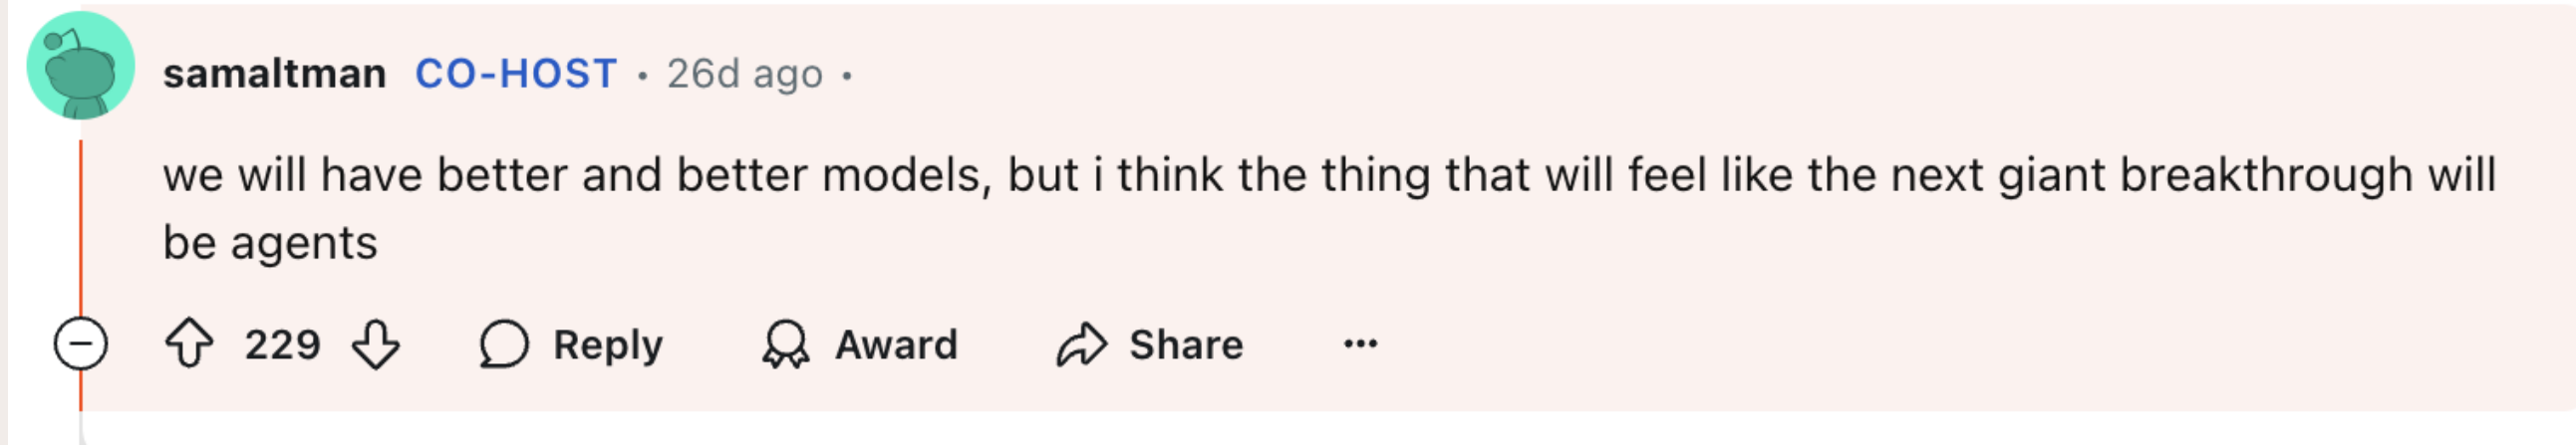 samaltman CO-HOST • 26d ago •
we will have better and better models, but i think the thing that will feel like the next giant breakthrough will
be agents
229 Reply Award Share ...